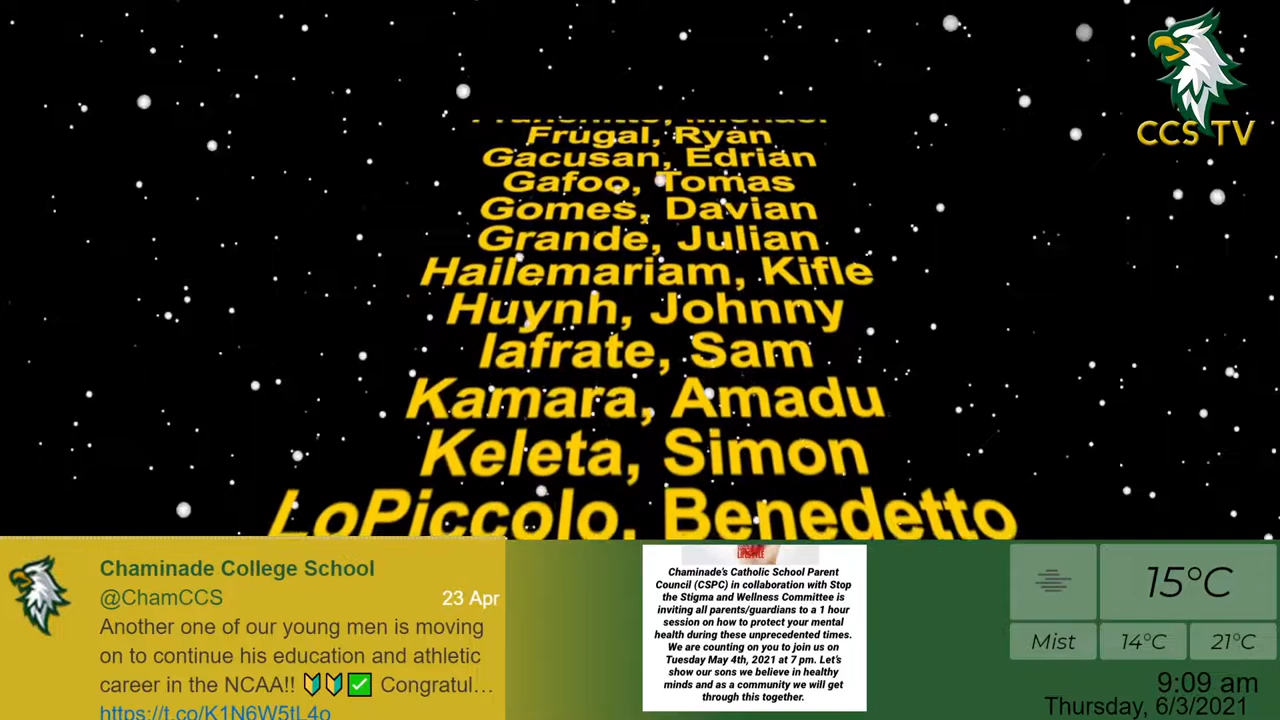 CCS TV
Frugal, Ryan
Gacusan, Edrian
Gafoo, Tomas
Gomes, Davian
Grande, Julian
Hailemariam, Kifle
Huynh, Johnny
Iafrate, Sam
Kamara, Amadu
Keleta, Simon
LoPiccolo, Benedetto
Chaminade College School
@ChamCCS
23 Apr
Another one of our young men is moving
on to continue his education and athletic
career in the NCAA!! 🔰🔰✅ Congratul…
https://t.co/K1N6W5tL4o
LIFESTYLE
Chaminade's Catholic School Parent
Council (CSPC) in collaboration with Stop
the Stigma and Wellness Committee is
inviting all parents/guardians to a 1 hour
session on how to protect your mental
health during these unprecedented times.
We are counting on you to join us on
Tuesday May 4th, 2021 at 7 pm. Let's
show our sons we believe in healthy
minds and as a community we will get
through this together.
15°C
Mist
14°C
21°C
9:09 am
Thursday, 6/3/2021